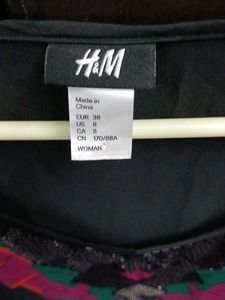 H&M
Made in
China
EUR 38
US 8
CA 8
CN 170/88A
WOMAN